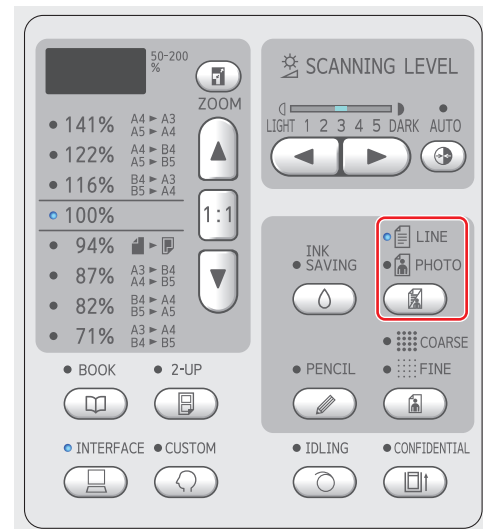 50-200
%
ZOOM
141% A4 ► A3
A5 ► A4
122% A4 ► B4
A5 ► B5
116% B4 ► A3
B5 ► A4
100%
1:1
94%
87% A3 ► B4
A4 ► B5
82% B4 ► A4
B5 ► A5
71% A3 ► A4
B4 ► B5
BOOK
2-UP
INTERFACE
CUSTOM
SCANNING LEVEL
LIGHT 1 2 3 4 5 DARK
AUTO
INK
SAVING
LINE
PHOTO
COARSE
PENCIL
FINE
IDLING
CONFIDENTIAL